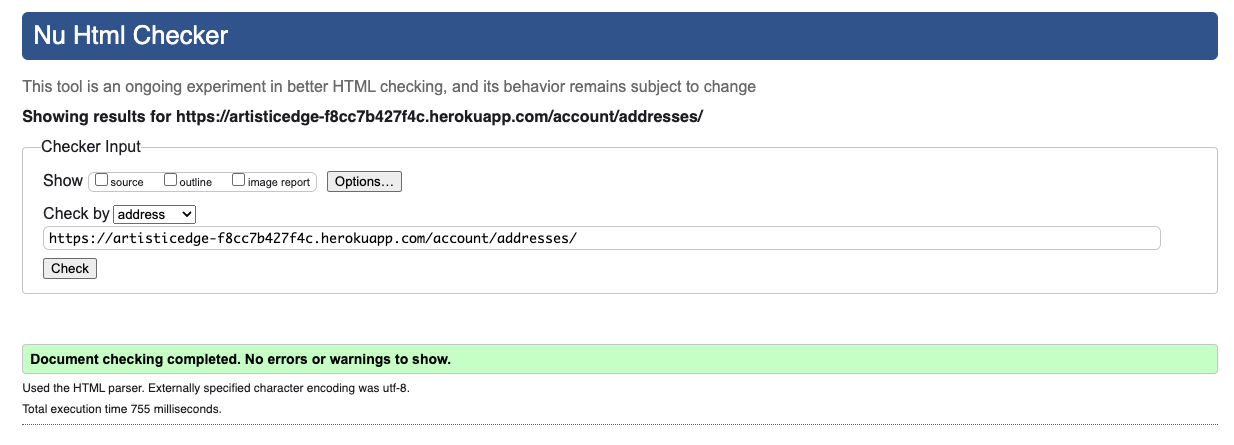 Nu Html Checker
This tool is an ongoing experiment in better HTML checking, and its behavior remains subject to change
Showing results for https://artisticedge-f8cc7b427f4c.herokuapp.com/account/addresses/
Checker Input
Show source outline image report Options...
Check by address
https://artisticedge-f8cc7b427f4c.herokuapp.com/account/addresses/
Check
Document checking completed. No errors or warnings to show.
Used the HTML parser. Externally specified character encoding was utf-8.
Total execution time 755 milliseconds.